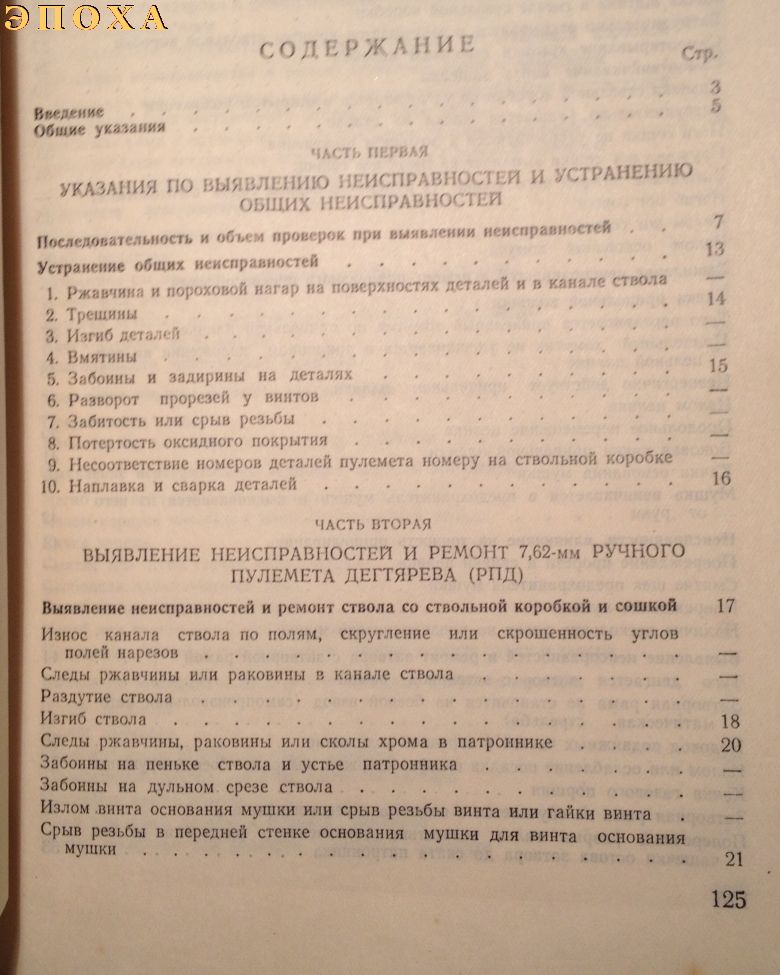 ЭПОХА
СОДЕРЖАНИЕ
Стр.
Введение . . . . . . . . . . . . . . . . . 3
Общие указания . . . . . . . . . . . . . . . 5
ЧАСТЬ ПЕРВАЯ
УКАЗАНИЯ ПО ВЫЯВЛЕНИЮ НЕИСПРАВНОСТЕЙ И УСТРАНЕНИЮ
ОБЩИХ НЕИСПРАВНОСТЕЙ
Последовательность и объем проверок при выявлении неисправностей . . 7
Устранение общих неисправностей . . . . . . . . . 13
1. Ржавчина и пороховой нагар на поверхностях деталей и в канале ствола —
2. Трещины . . . . . . . . . . . . . . . 14
3. Изгиб деталей . . . . . . . . . . . . . . —
4. Вмятины . . . . . . . . . . . . . . . —
5. Забоины и задирины на деталях . . . . . . . . 15
6. Разворот прорезей у винтов . . . . . . . . . —
7. Забитость или срыв резьбы . . . . . . . . . —
8. Потертость оксидного покрытия . . . . . . . . —
9. Несоответствие номеров деталей пулемета номеру на ствольной коробке —
10. Наплавка и сварка деталей . . . . . . . . . 16
ЧАСТЬ ВТОРАЯ
ВЫЯВЛЕНИЕ НЕИСПРАВНОСТЕЙ И РЕМОНТ 7,62-мм РУЧНОГО
ПУЛЕМЕТА ДЕГТЯРЕВА (РПД)
Выявление неисправностей и ремонт ствола со ствольной коробкой и сошкой 17
Износ канала ствола по полям, скругление или скрошенность углов
полей нарезов . . . . . . . . . . . . . —
Следы ржавчины или раковины в канале ствола . . . . . . —
Раздутие ствола . . . . . . . . . . . . . . —
Изгиб ствола . . . . . . . . . . . . . . . 18
Следы ржавчины, раковины или сколы хрома в патроннике . . . . 20
Забоины на пеньке ствола и устье патронника . . . . . . —
Забоины на дульном срезе ствола . . . . . . . . . —
Излом винта основания мушки или срыв резьбы винта или гайки винта . —
Срыв резьбы в передней стенке основания мушки для винта основания
мушки . . . . . . . . . . . . . . . . 21
125